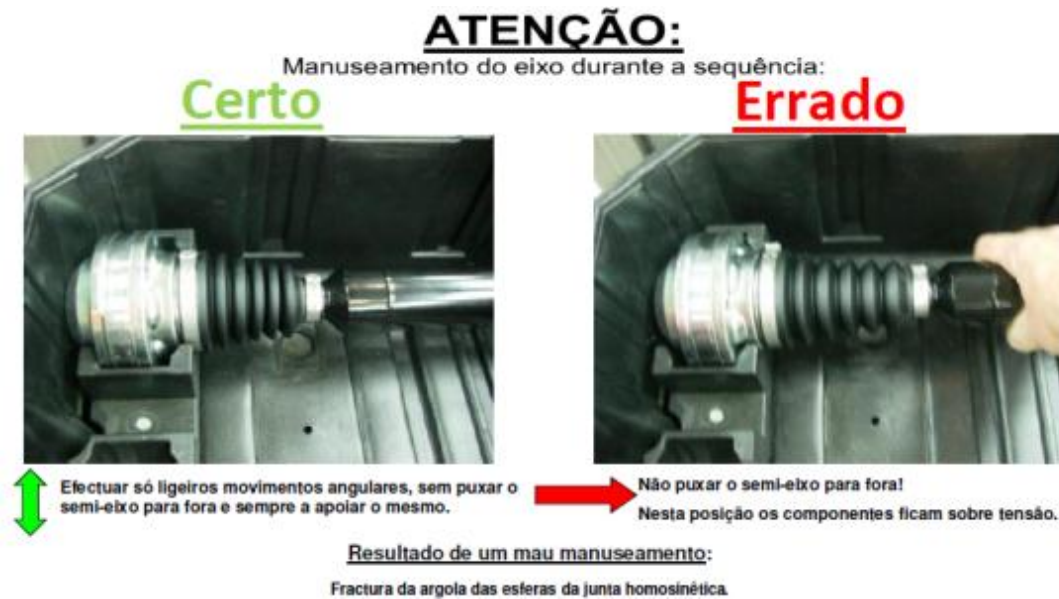 ATENÇÃO:
Manuseamento do eixo durante a sequência:
Certo
Errado
Efectuar só ligeiros movimentos angulares, sem puxar o
semi-eixo para fora e sempre a apoiar o mesmo.
Não puxar o semi-eixo para fora!
Nesta posição os componentes ficam sobre tensão.
Resultado de um mau manuseamento:
Fractura da argola das esferas da junta homosinética.